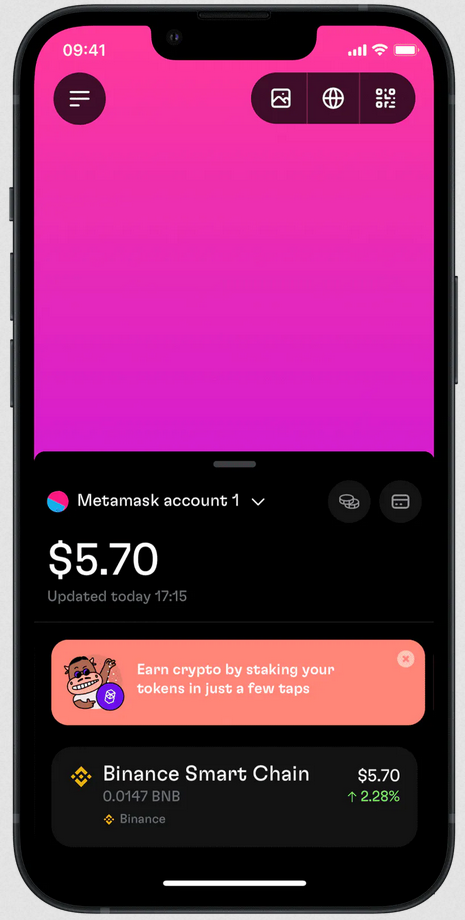 09:41
Metamask account 1
$5.70
Updated today 17:15
Earn crypto by staking your
tokens in just a few taps
Binance Smart Chain
$5.70
0.0147 BNB
↑ 2.28%
Binance